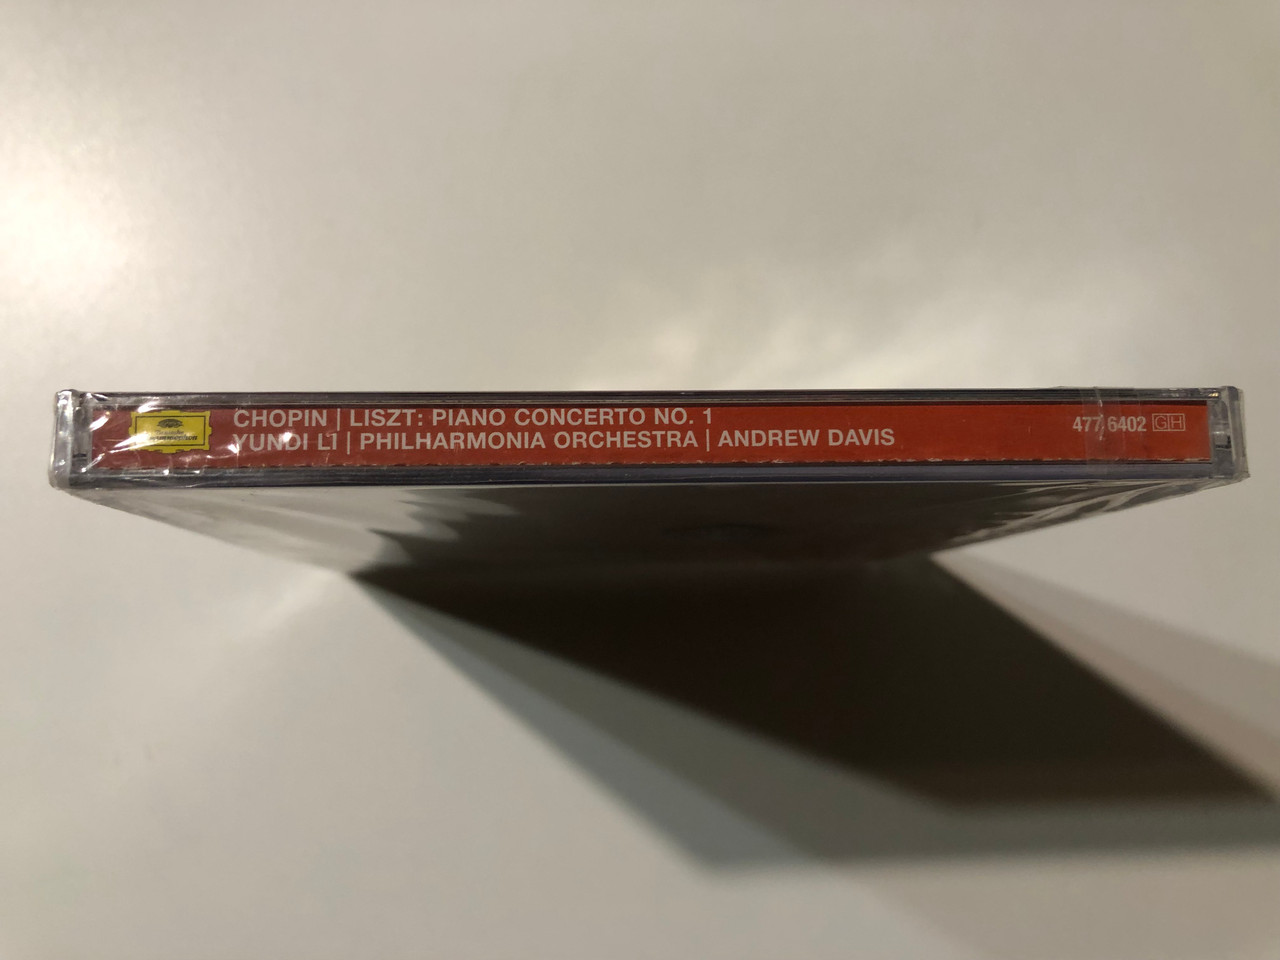 CHOPIN | LISZT: PIANO CONCERTO NO. 1
YUNDI LI | PHILHARMONIA ORCHESTRA | ANDREW DAVIS
477 6402 GH